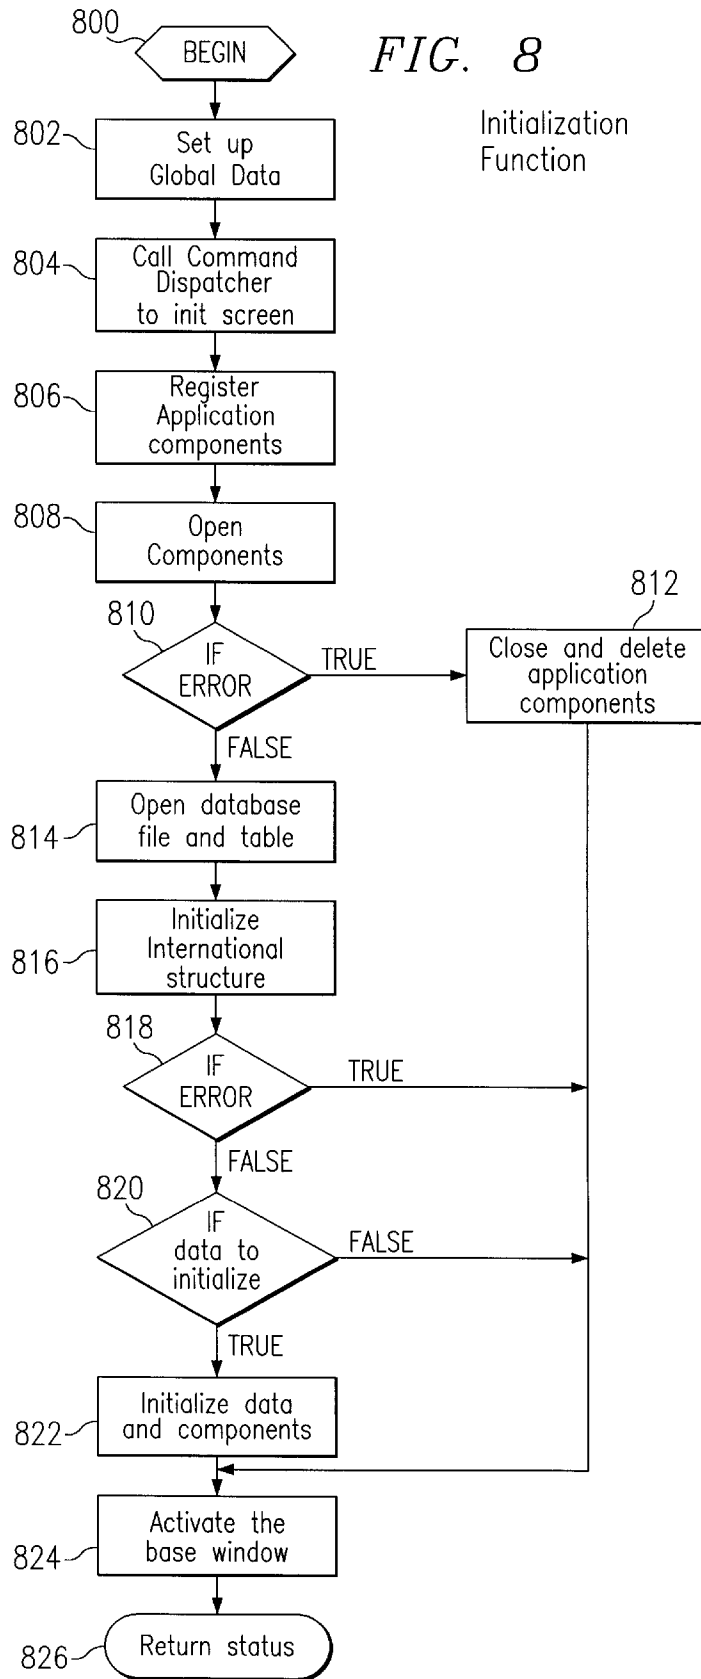 800
BEGIN
FIG. 8
Initialization
Function
802
Set up
Global Data
804
Call Command
Dispatcher
to init screen
806
Register
Application
components
808
Open
Components
810
IF
ERROR
TRUE
812
Close and delete
application
components
FALSE
814
Open database
file and table
816
Initialize
International
structure
818
IF
ERROR
TRUE
FALSE
820
IF
data to
initialize
FALSE
TRUE
822
Initialize data
and components
824
Activate the
base window
826
Return status